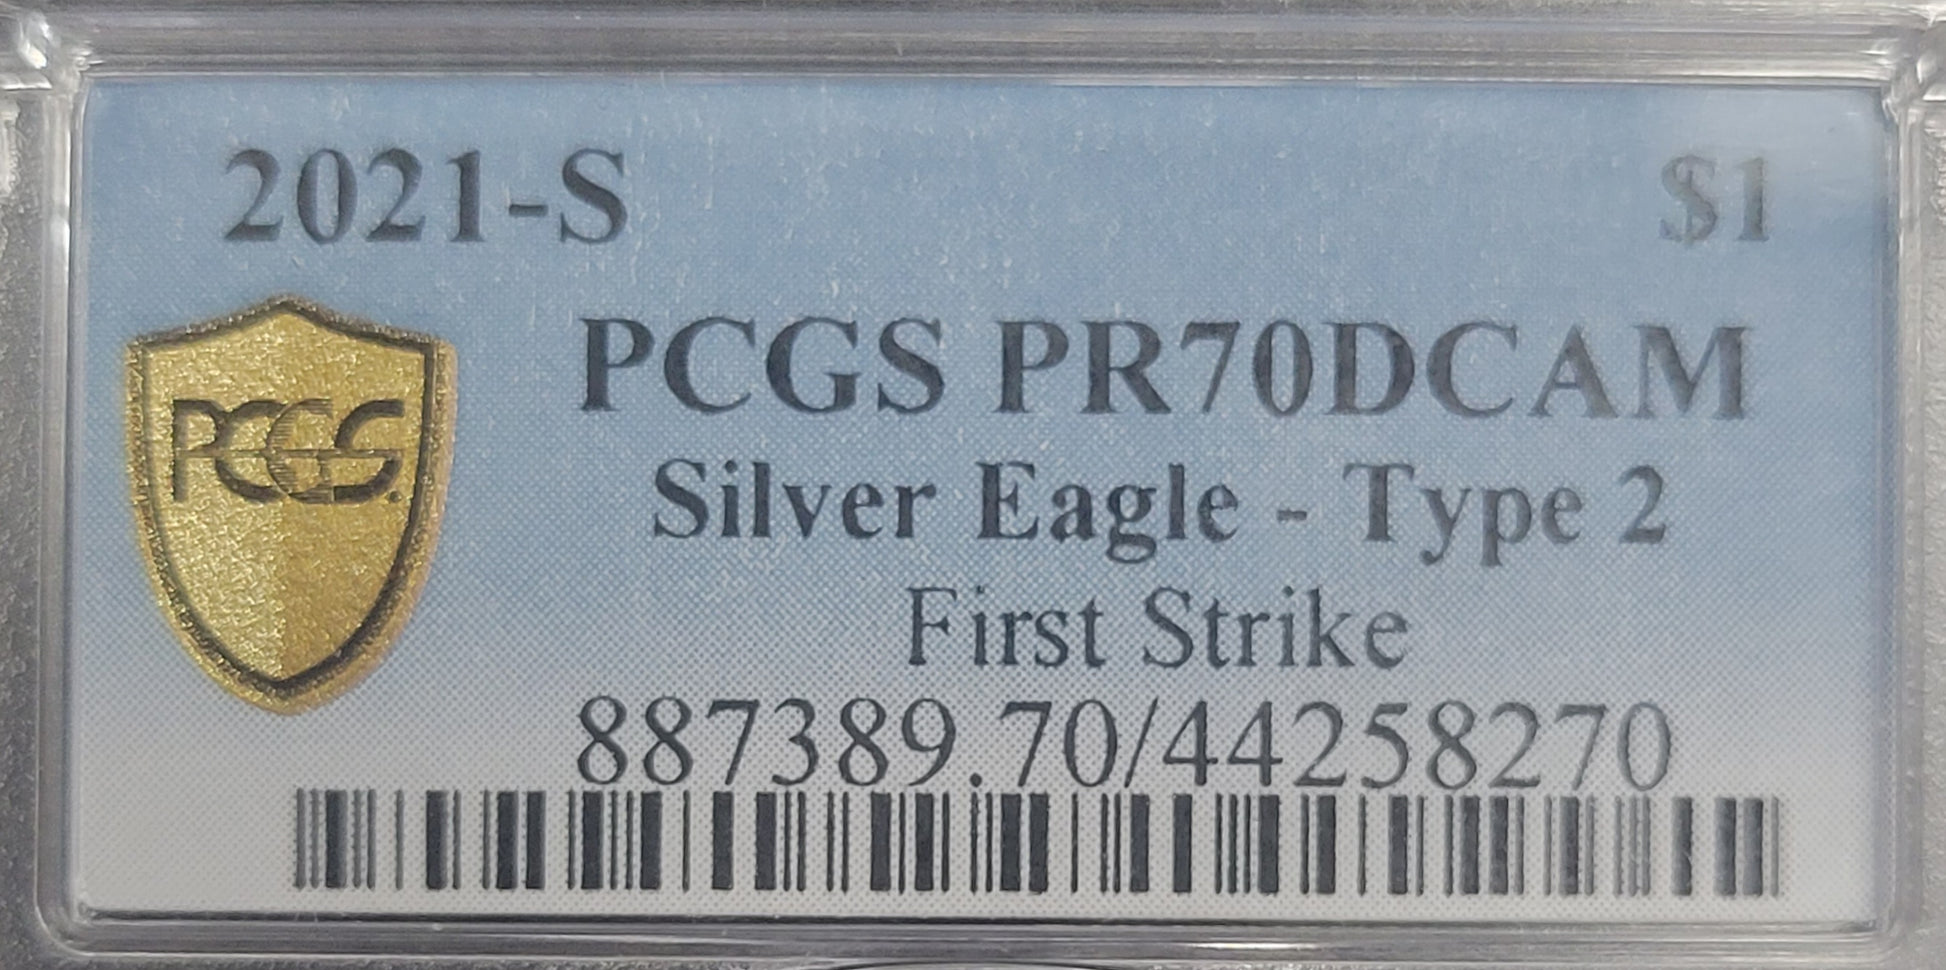 2021-S $1
PCGS PR70DCAM
PCGS
Silver Eagle - Type 2
First Strike
887389.70/44258270